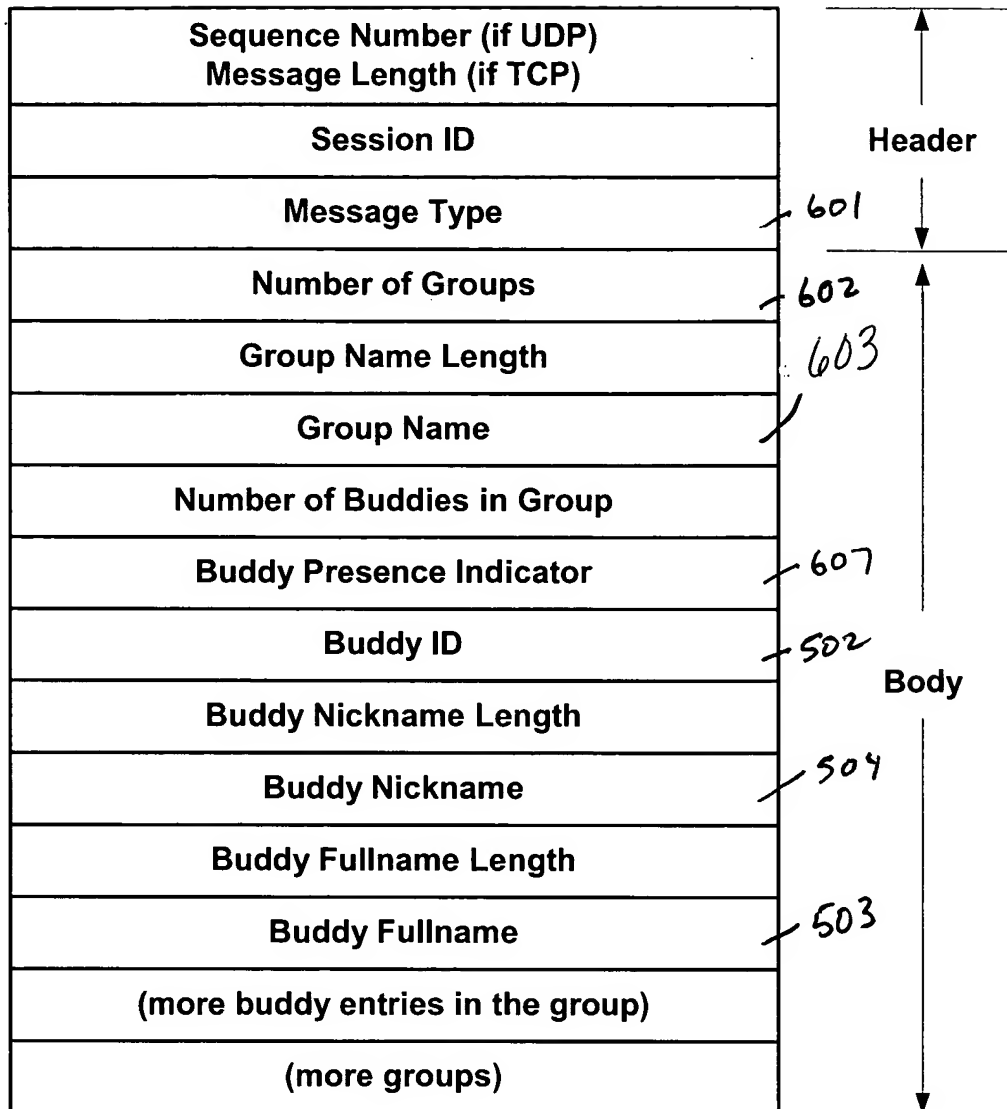 Sequence Number (if UDP)
Message Length (if TCP)
Session ID
Header
Message Type
601
Number of Groups
602
Group Name Length
603
Group Name
Number of Buddies in Group
Buddy Presence Indicator
607
Buddy ID
502
Body
Buddy Nickname Length
Buddy Nickname
504
Buddy Fullname Length
Buddy Fullname
503
(more buddy entries in the group)
(more groups)